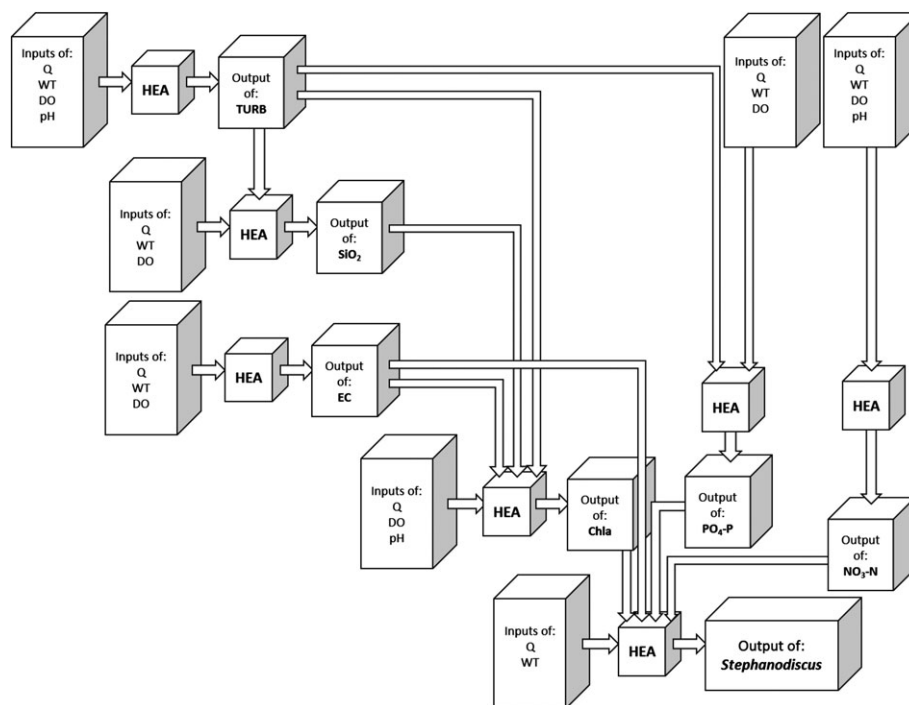 Inputs of:
Q
WT
DO
pH
HEA
Output
of:
TURB
Inputs of:
Q
WT
DO
Inputs of:
Q
WT
DO
pH
Inputs of:
Q
WT
DO
HEA
Output
of:
SiO₂
Inputs of:
Q
WT
DO
HEA
Output
of:
EC
HEA
HEA
Inputs of:
Q
DO
pH
HEA
Output
of:
Chla
Output
of:
PO₄-P
Output
of:
NO₃-N
Inputs of:
Q
WT
HEA
Output of:
Stephanodiscus